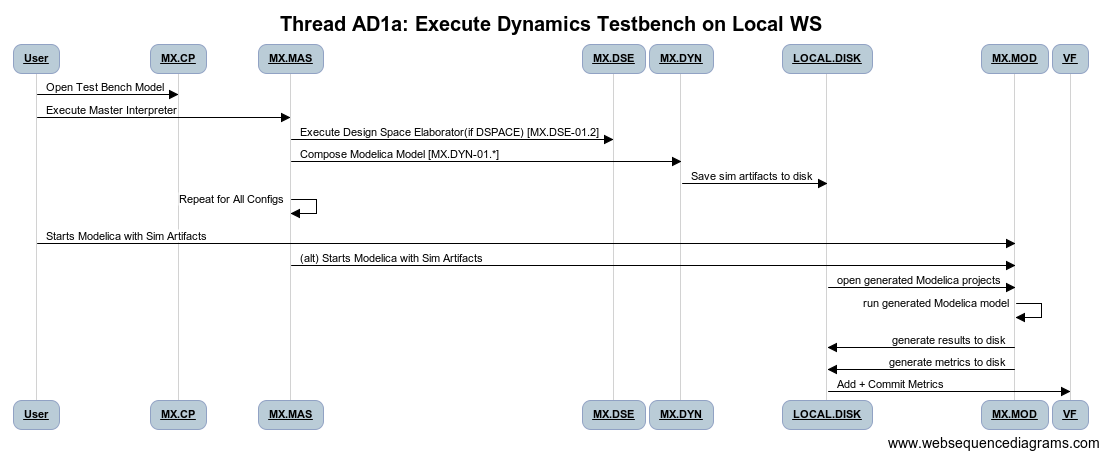 Thread AD1a: Execute Dynamics Testbench on Local WS
User MX.CP MX.MAS MX.DSE MX.DYN LOCAL.DISK MX.MOD VF
Open Test Bench Model
Execute Master Interpreter
Execute Design Space Elaborator(if DSPACE) [MX.DSE-01.2]
Compose Modelica Model [MX.DYN-01.*]
Save sim artifacts to disk
Repeat for All Configs
Starts Modelica with Sim Artifacts
(alt) Starts Modelica with Sim Artifacts
open generated Modelica projects
run generated Modelica model
generate results to disk
generate metrics to disk
Add + Commit Metrics
User MX.CP MX.MAS MX.DSE MX.DYN LOCAL.DISK MX.MOD VF
www.websequencediagrams.com